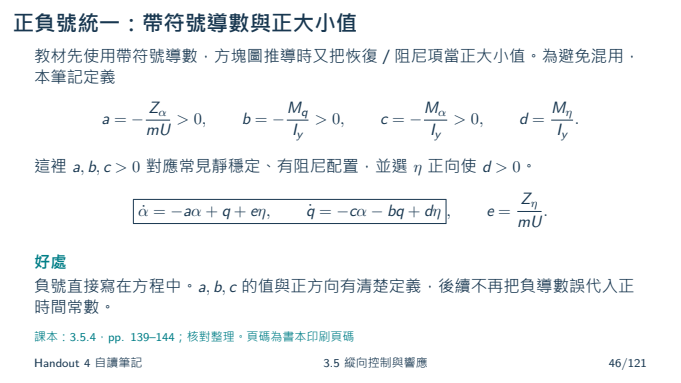 正負號統一：帶符號導數與正大小值
教材先使用帶符號導數，方塊圖推導時又把恢復 / 阻尼項當正大小值。為避免混用，
本筆記定義
a = −Zα/mU > 0, b = −Mq/Iy > 0, c = −Mα/Iy > 0, d = Mη/Iy.
這裡 a, b, c > 0 對應常見靜穩定、有阻尼配置，並選 η 正向使 d > 0。
α̇ = −aα + q + eη, q̇ = −cα − bq + dη, e = Zη/mU.
好處
負號直接寫在方程中。a, b, c 的值與正方向有清楚定義，後續不再把負導數誤代入正
時間常數。
課本：3.5.4，pp. 139–144；核對整理。頁碼為書本印刷頁碼
Handout 4 自讀筆記 3.5 縱向控制與響應 46/121